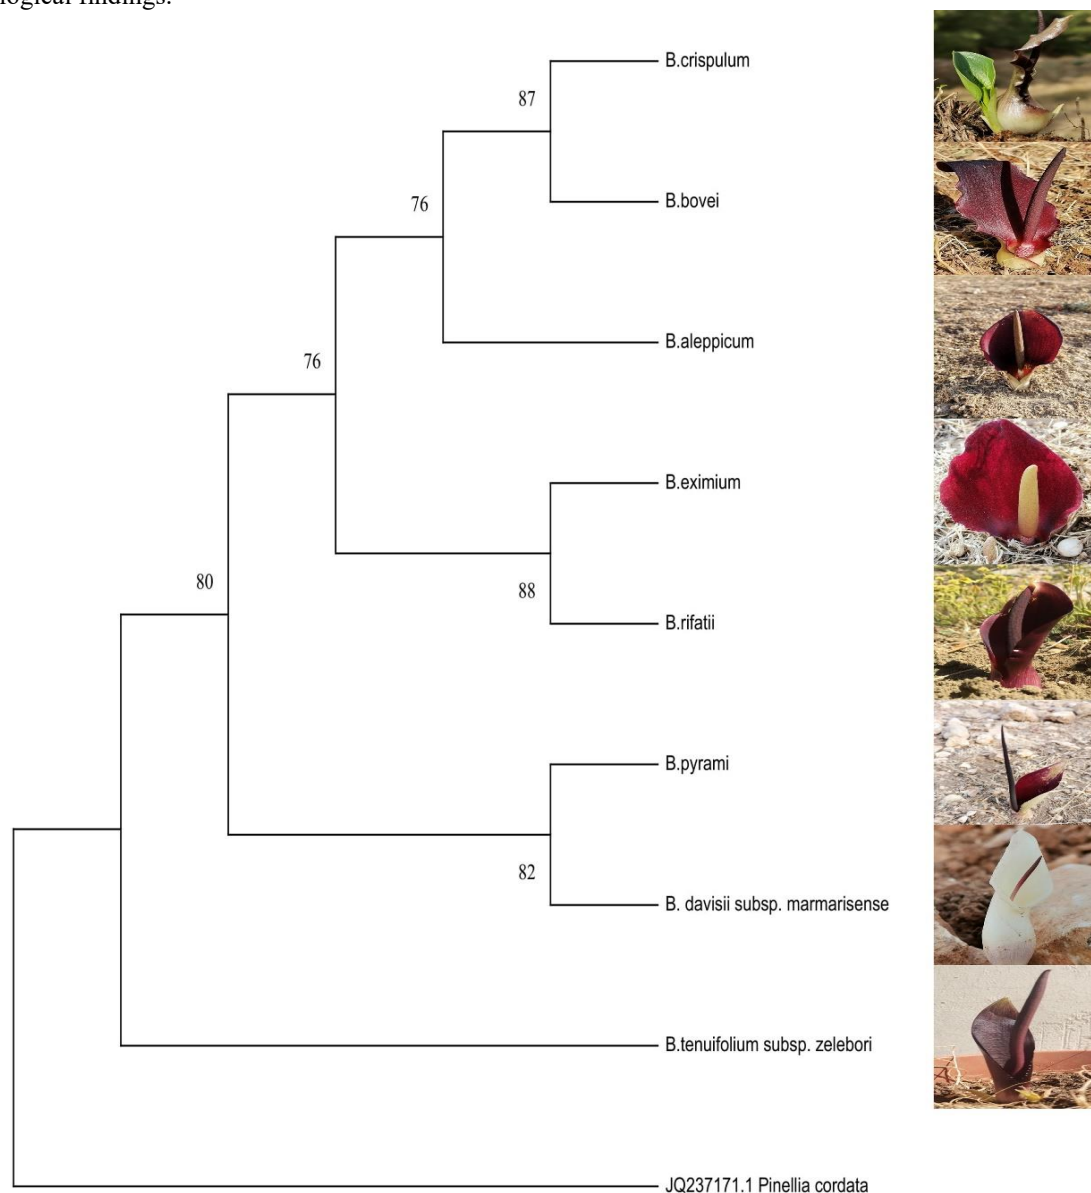 logical findings.
B.crispulum
87
B.bovei
76
B.aleppicum
76
B.eximium
88
B.rifatii
80
B.pyrami
82
B. davisii subsp. marmarisense
B.tenuifolium subsp. zelebori
JQ237171.1 Pinellia cordata